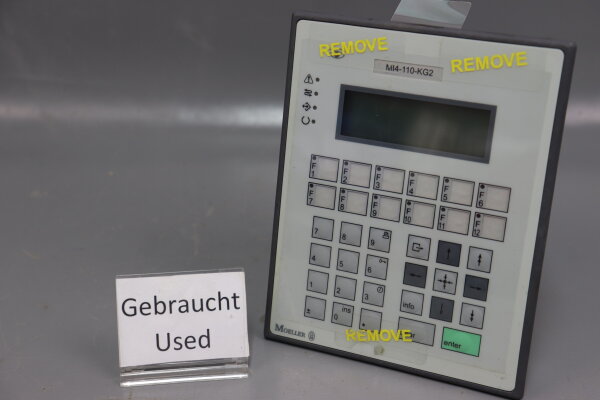 REMOVE
REMOVE
MI4-110-KG2
F 1
F 2
F 3
F 4
F 5
F 6
F 7
F 8
F 9
F 10
F 11
F 12
7
8
9
4
5
6
1
2
3
info
±
0
ins
REMOVE
enter
MOELLER
Gebraucht
Used